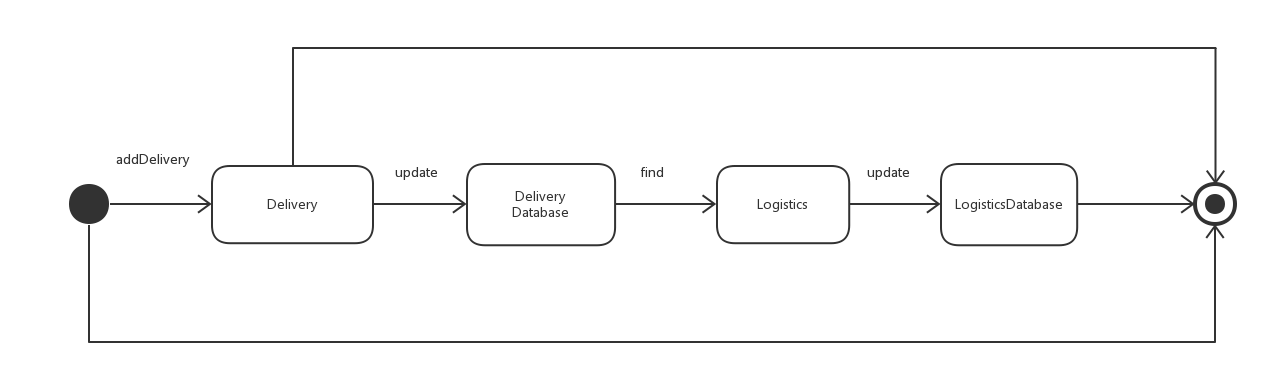 addDelivery
Delivery
update
Delivery
Database
find
Logistics
update
LogisticsDatabase